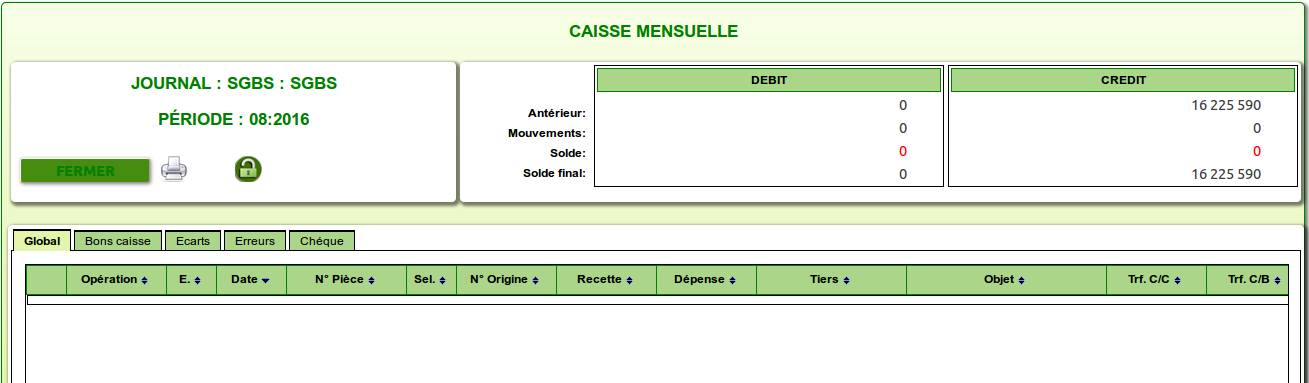 CAISSE MENSUELLE
JOURNAL : SGBS : SGBS
PÉRIODE : 08:2016
FERMER
DEBIT CREDIT
Antérieur: 0 16 225 590
Mouvements: 0 0
Solde: 0 0
Solde final: 0 16 225 590
Global Bons caisse Ecarts Erreurs Chéque
Opération E. Date N° Pièce Sel. N° Origine Recette Dépense Tiers Objet Trf. C/C Trf. C/B